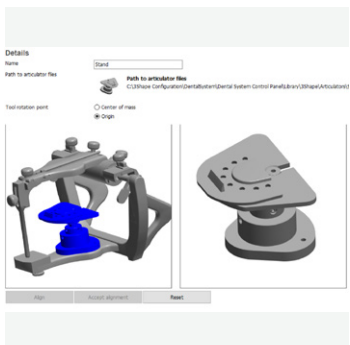 Details
Name
Stand
Path to articulator files
Path to articulator files
C:\3Shape Configuration\DentalSystem\Dental System Control Panel\Library\3Shape\Articulators\
Tool rotation point
Center of mass
Origin
Align
Accept alignment
Reset